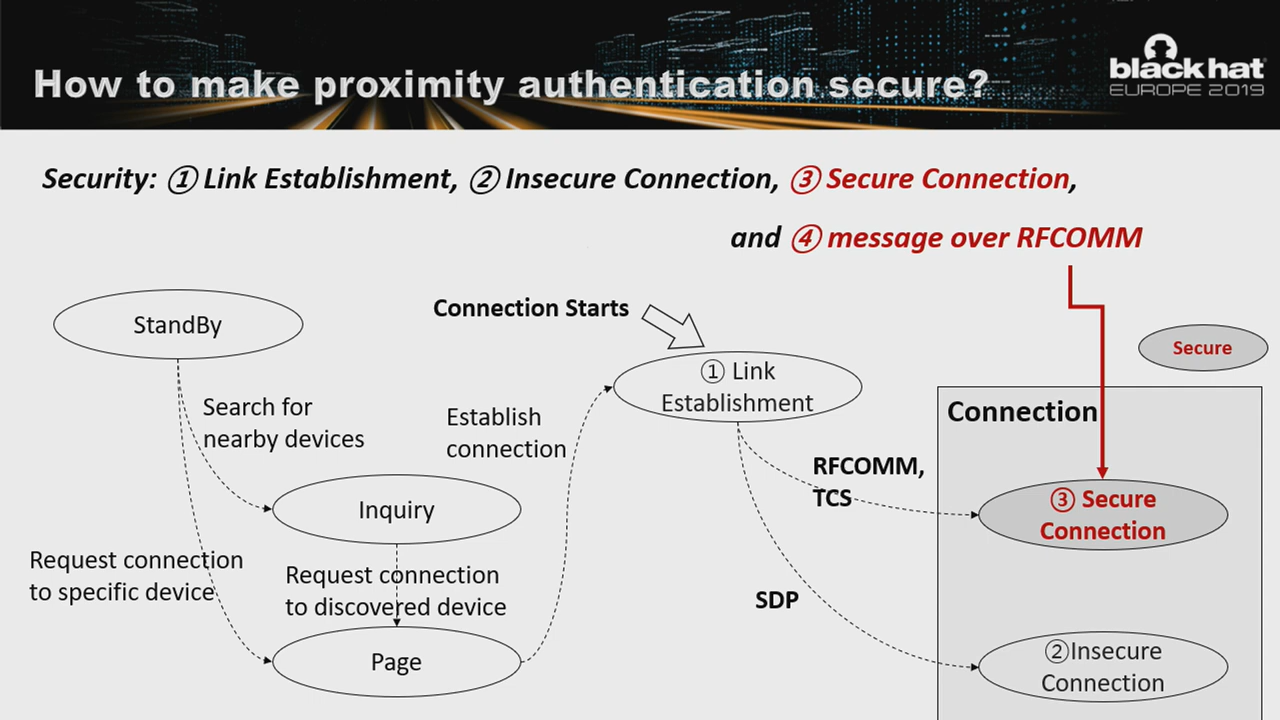 How to make proximity authentication secure?
black hat
EUROPE 2019
Security: ① Link Establishment, ② Insecure Connection, ③ Secure Connection,
and ④ message over RFCOMM
Connection Starts
StandBy
Secure
① Link
Establishment
Search for
nearby devices
Establish
connection
Connection
RFCOMM,
TCS
③ Secure
Connection
Inquiry
Request connection
to specific device
Request connection
to discovered device
SDP
Page
②Insecure
Connection